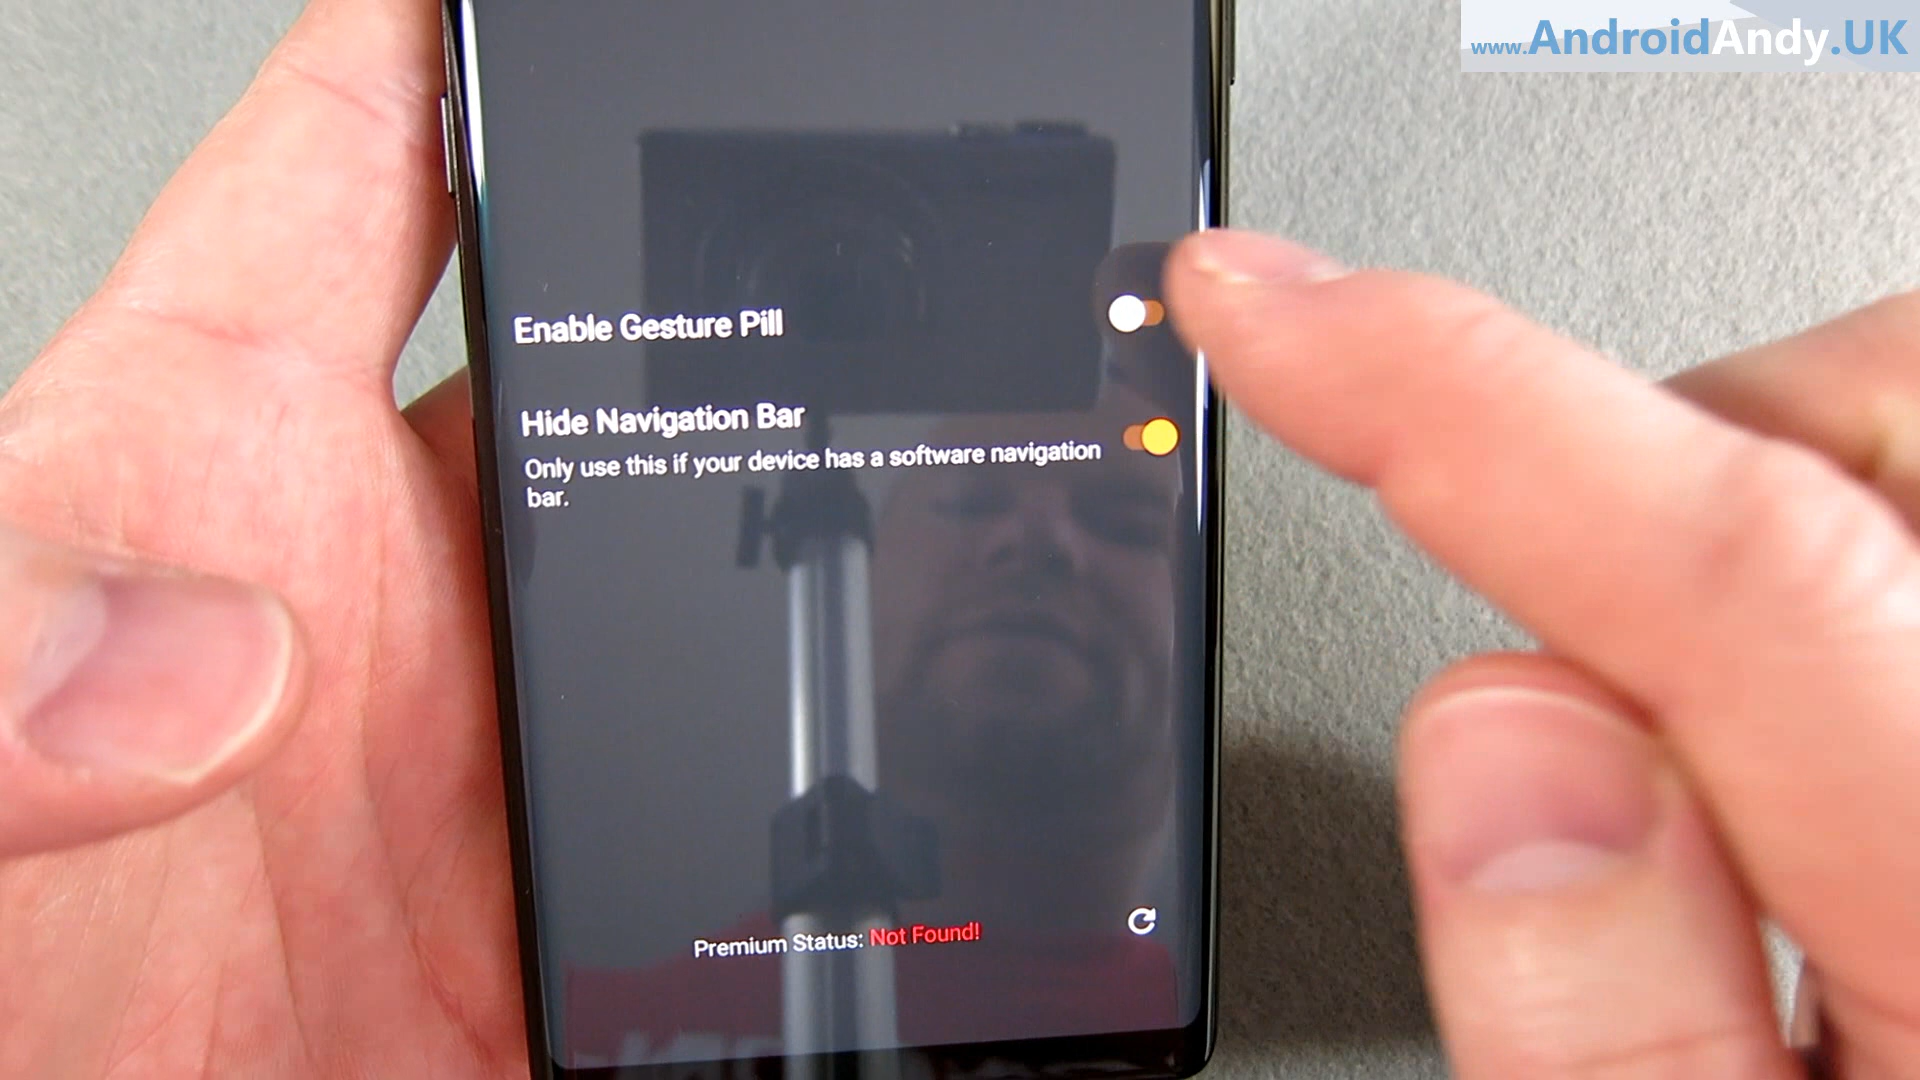 www.AndroidAndy.UK
Enable Gesture Pill
Hide Navigation Bar
Only use this if your device has a software navigation
bar.
Premium Status: Not Found!